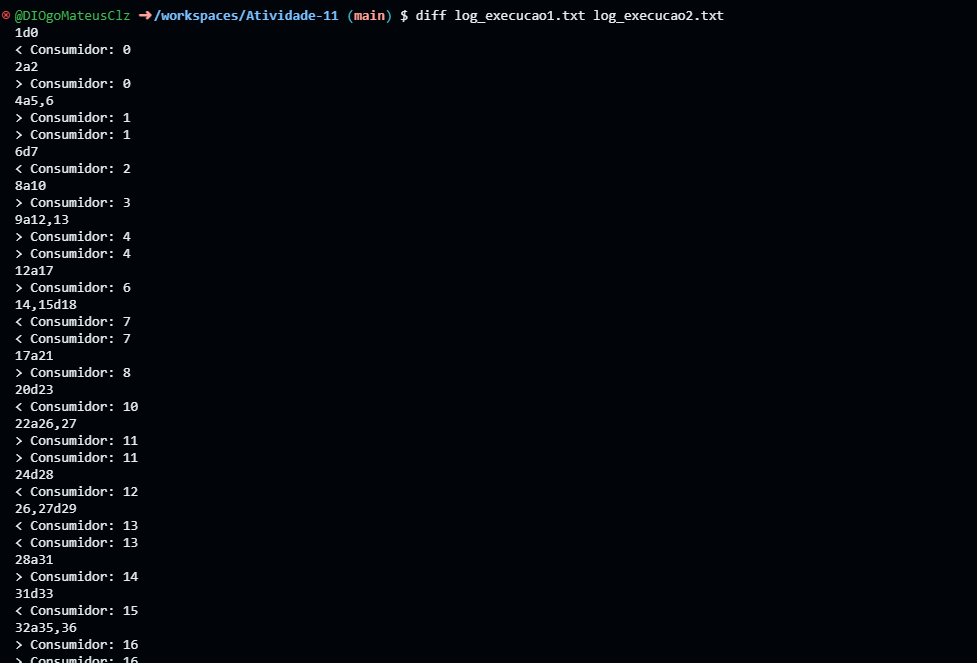 @DIOgoMateusClz ➜/workspaces/Atividade-11 (main) $ diff log_execucao1.txt log_execucao2.txt
1d0
< Consumidor: 0
2a2
> Consumidor: 0
4a5,6
> Consumidor: 1
> Consumidor: 1
6d7
< Consumidor: 2
8a10
> Consumidor: 3
9a12,13
> Consumidor: 4
> Consumidor: 4
12a17
> Consumidor: 6
14,15d18
< Consumidor: 7
< Consumidor: 7
17a21
> Consumidor: 8
20d23
< Consumidor: 10
22a26,27
> Consumidor: 11
> Consumidor: 11
24d28
< Consumidor: 12
26,27d29
< Consumidor: 13
< Consumidor: 13
28a31
> Consumidor: 14
31d33
< Consumidor: 15
32a35,36
> Consumidor: 16
> Consumidor: 16